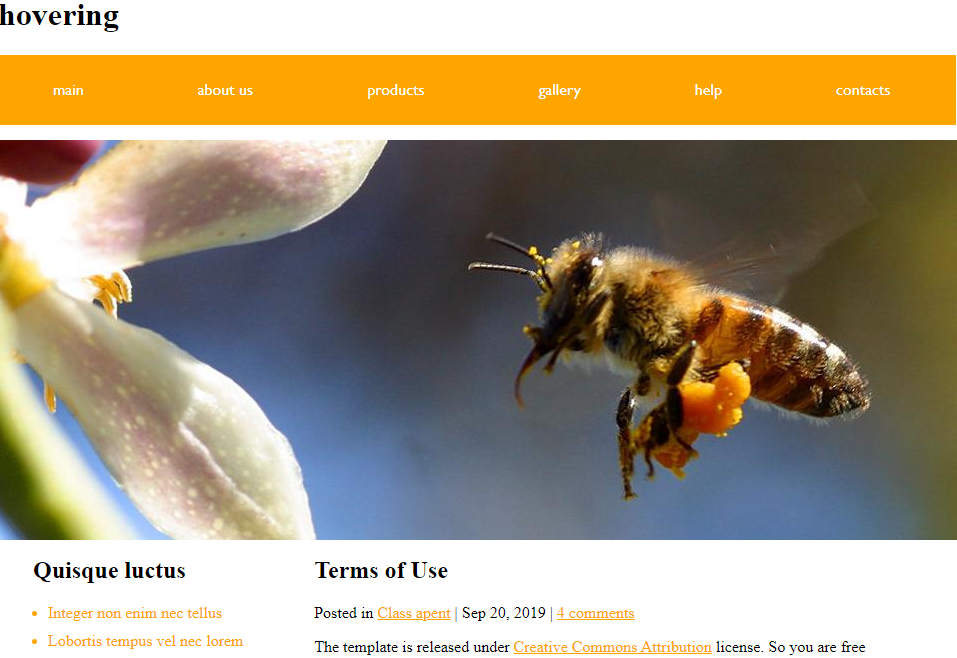 hovering
main about us products gallery help contacts
Quisque luctus
Integer non enim nec tellus
Lobortis tempus vel nec lorem
Terms of Use
Posted in Class apent | Sep 20, 2019 | 4 comments
The template is released under Creative Commons Attribution license. So you are free